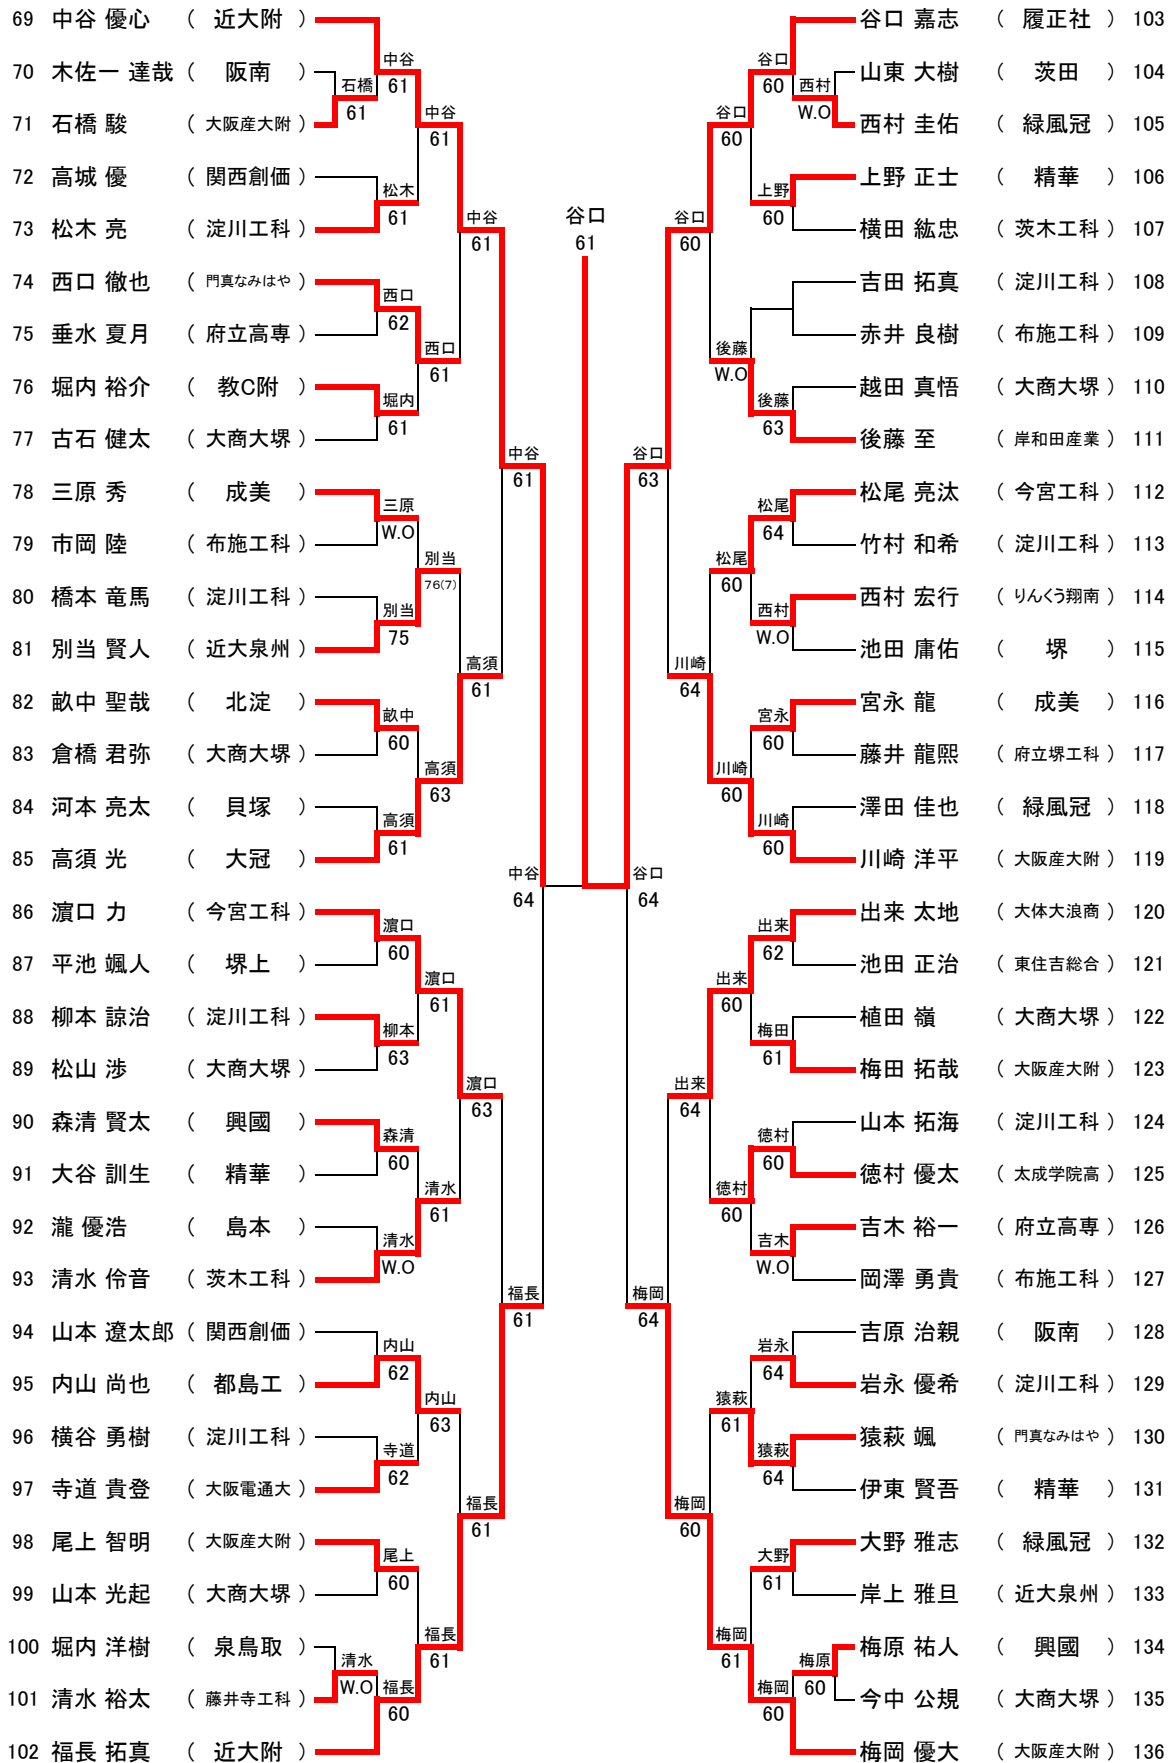 69 中谷 優心 ( 近大附 )
70 木佐一 達哉 ( 阪南 )
71 石橋 駿 ( 大阪産大附 )
72 高城 優 ( 関西創価 )
73 松木 亮 ( 淀川工科 )
74 西口 徹也 ( 門真なみはや )
75 垂水 夏月 ( 府立高専 )
76 堀内 裕介 ( 教C附 )
77 古石 健太 ( 大商大堺 )
78 三原 秀 ( 成美 )
79 市岡 陸 ( 布施工科 )
80 橋本 竜馬 ( 淀川工科 )
81 別当 賢人 ( 近大泉州 )
82 畝中 聖哉 ( 北淀 )
83 倉橋 君弥 ( 大商大堺 )
84 河本 亮太 ( 貝塚 )
85 高須 光 ( 大冠 )
86 濵口 力 ( 今宮工科 )
87 平池 颯人 ( 堺上 )
88 柳本 諒治 ( 淀川工科 )
89 松山 渉 ( 大商大堺 )
90 森清 賢太 ( 興國 )
91 大谷 訓生 ( 精華 )
92 瀧 優浩 ( 島本 )
93 清水 伶音 ( 茨木工科 )
94 山本 遼太郎 ( 関西創価 )
95 内山 尚也 ( 都島工 )
96 横谷 勇樹 ( 淀川工科 )
97 寺道 貴登 ( 大阪電通大 )
98 尾上 智明 ( 大阪産大附 )
99 山本 光起 ( 大商大堺 )
100 堀内 洋樹 ( 泉鳥取 )
101 清水 裕太 ( 藤井寺工科 )
102 福長 拓真 ( 近大附 )
石橋
61
清水
W.O
中谷
61
松木
61
西口
62
堀内
61
三原
W.O
別当
75
畝中
60
高須
61
濵口
60
柳本
63
森清
60
清水
W.O
内山
62
寺道
62
尾上
60
福長
60
中谷
61
西口
61
別当
76(7)
高須
63
濵口
61
清水
61
内山
63
福長
61
中谷
61
高須
61
濵口
63
福長
61
中谷
61
福長
61
中谷
64
谷口
61
谷口
64
谷口
63
梅岡
64
谷口
60
川崎
64
出来
64
梅岡
60
谷口
60
後藤
W.O
松尾
60
川崎
60
出来
60
徳村
60
猿萩
61
梅岡
61
谷口
60
上野
60
後藤
63
松尾
64
西村
W.O
宮永
60
川崎
60
出来
62
梅田
61
徳村
60
吉木
W.O
岩永
64
猿萩
64
大野
61
梅岡
60
西村
W.O
梅原
60
谷口 嘉志 ( 履正社 ) 103
山東 大樹 ( 茨田 ) 104
西村 圭佑 ( 緑風冠 ) 105
上野 正士 ( 精華 ) 106
横田 紘忠 ( 茨木工科 ) 107
吉田 拓真 ( 淀川工科 ) 108
赤井 良樹 ( 布施工科 ) 109
越田 真悟 ( 大商大堺 ) 110
後藤 至 ( 岸和田産業 ) 111
松尾 亮汰 ( 今宮工科 ) 112
竹村 和希 ( 淀川工科 ) 113
西村 宏行 ( りんくう翔南 ) 114
池田 庸佑 ( 堺 ) 115
宮永 龍 ( 成美 ) 116
藤井 龍熙 ( 府立堺工科 ) 117
澤田 佳也 ( 緑風冠 ) 118
川崎 洋平 ( 大阪産大附 ) 119
出来 太地 ( 大体大浪商 ) 120
池田 正治 ( 東住吉総合 ) 121
植田 嶺 ( 大商大堺 ) 122
梅田 拓哉 ( 大阪産大附 ) 123
山本 拓海 ( 淀川工科 ) 124
徳村 優太 ( 太成学院高 ) 125
吉木 裕一 ( 府立高専 ) 126
岡澤 勇貴 ( 布施工科 ) 127
吉原 治親 ( 阪南 ) 128
岩永 優希 ( 淀川工科 ) 129
猿萩 颯 ( 門真なみはや ) 130
伊東 賢吾 ( 精華 ) 131
大野 雅志 ( 緑風冠 ) 132
岸上 雅旦 ( 近大泉州 ) 133
梅原 祐人 ( 興國 ) 134
今中 公規 ( 大商大堺 ) 135
梅岡 優大 ( 大阪産大附 ) 136